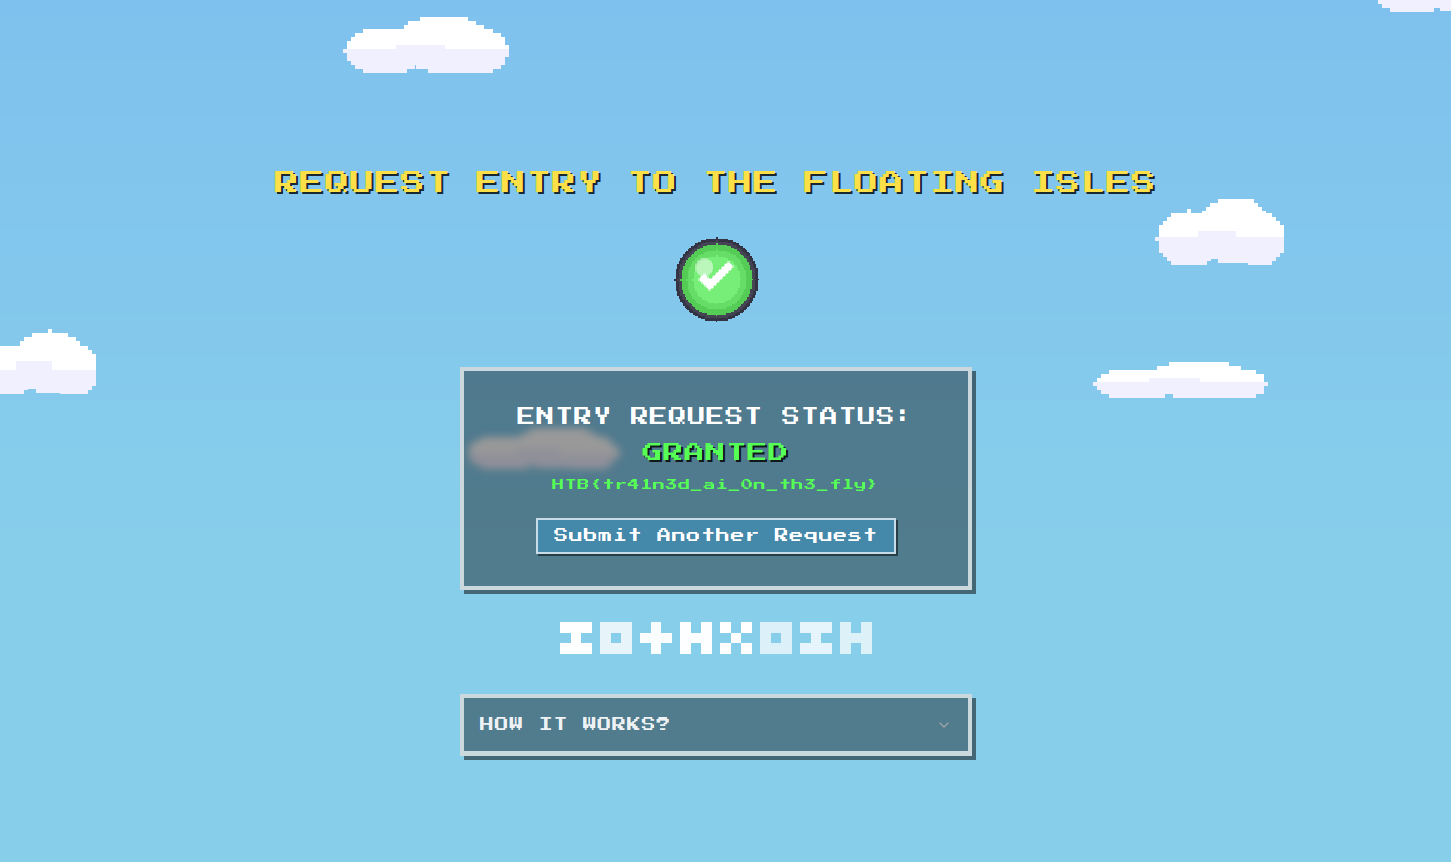 REQUEST ENTRY TO THE FLOATING ISLES
ENTRY REQUEST STATUS:
GRANTED
HTB{tr41n3d_ai_0n_th3_fly}
Submit Another Request
HOW IT WORKS?